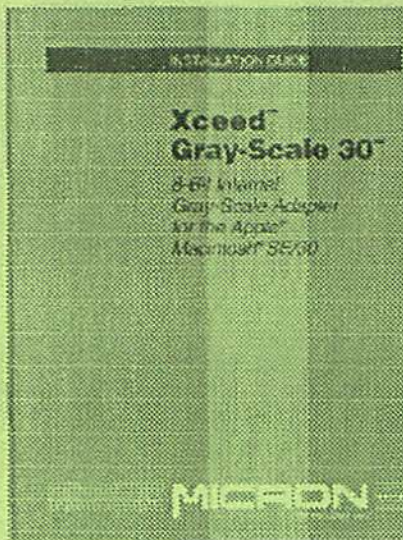 INSTALLATION GUIDE
Xceed™
Gray-Scale 30™
8-Bit Internal
Gray-Scale Adapter
for the Apple®
Macintosh® SE/30
MICRON